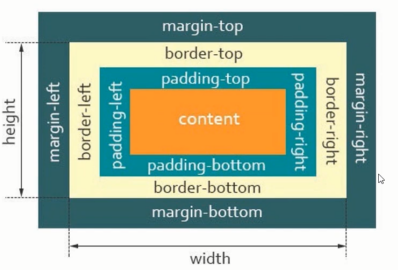 margin-top
border-top
padding-top
height
margin-left
border-left
padding-left
content
padding-right
border-right
margin-right
padding-bottom
border-bottom
margin-bottom
width